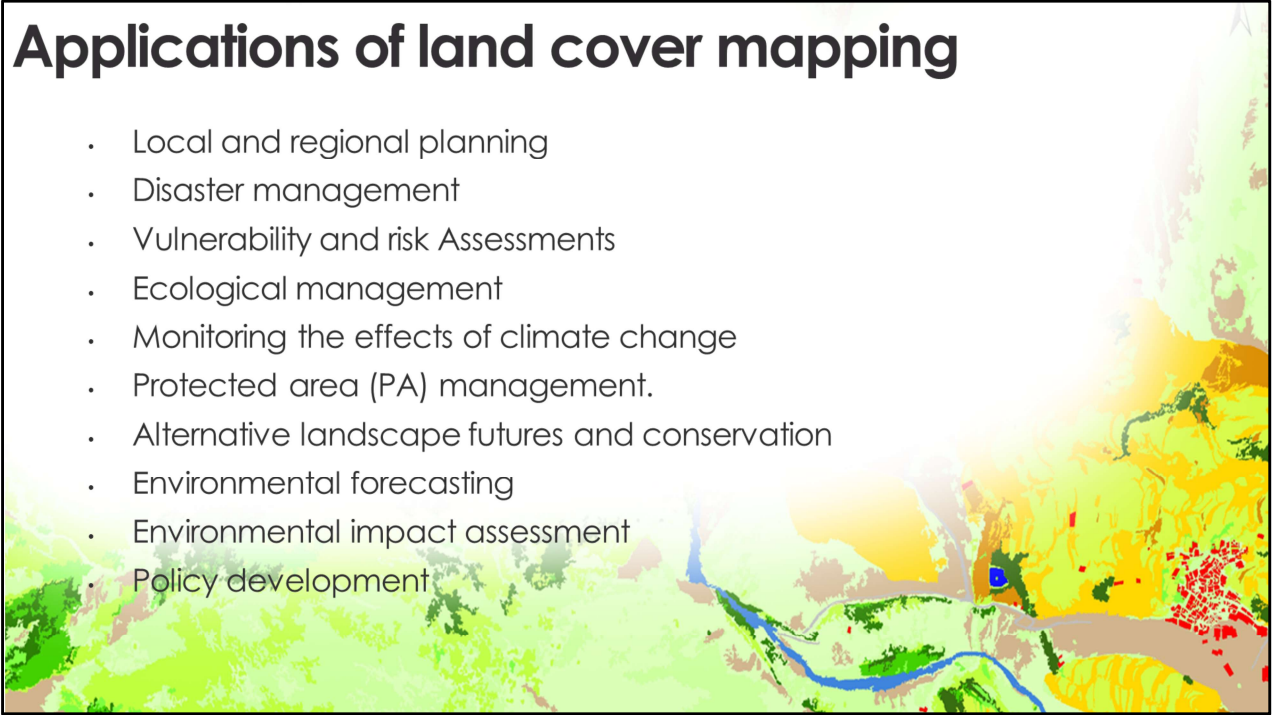 Applications of land cover mapping
• Local and regional planning
• Disaster management
• Vulnerability and risk Assessments
• Ecological management
• Monitoring the effects of climate change
• Protected area (PA) management.
• Alternative landscape futures and conservation
• Environmental forecasting
• Environmental impact assessment
• Policy development